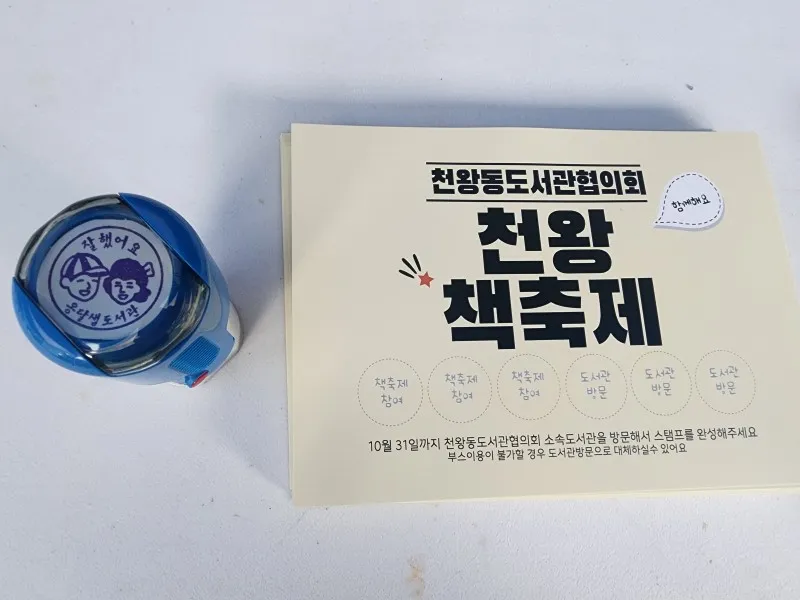 잘했어요
옹달샘도서관
천왕동도서관협의회
함께해요
천왕
책축제
책축제
참여
책축제
참여
책축제
참여
도서관
방문
도서관
방문
도서관
방문
10월 31일까지 천왕동도서관협의회 소속도서관을 방문해서 스탬프를 완성해주세요
부스이용이 불가할 경우 도서관방문으로 대체하실수 있어요